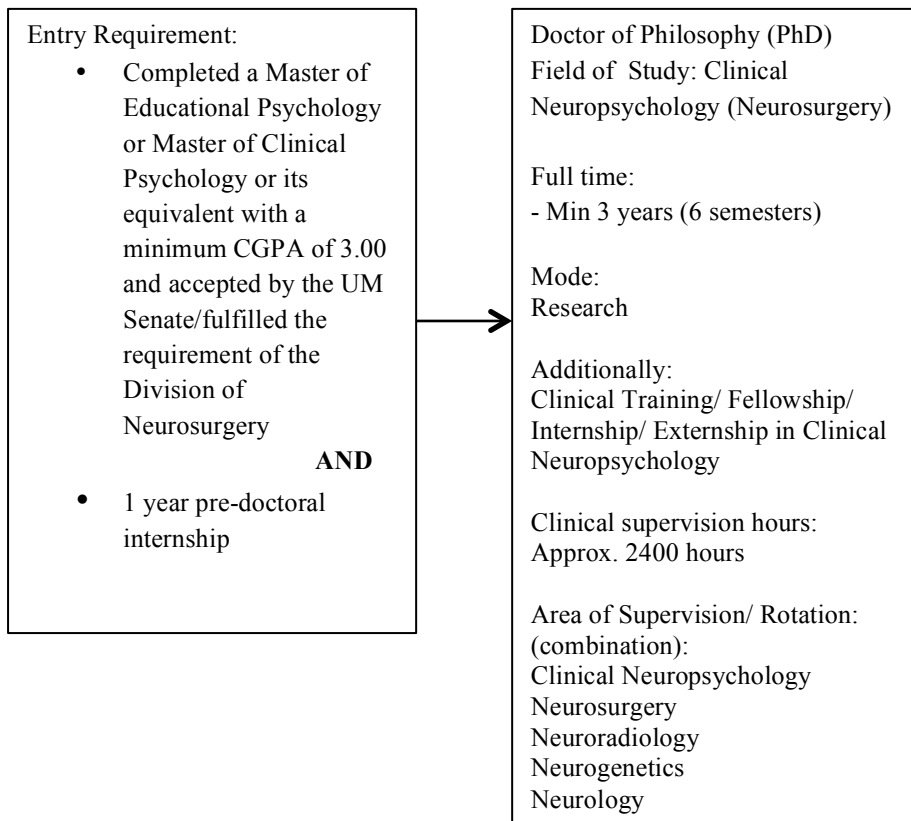 Entry Requirement:
• Completed a Master of
Educational Psychology
or Master of Clinical
Psychology or its
equivalent with a
minimum CGPA of 3.00
and accepted by the UM
Senate/fulfilled the
requirement of the
Division of
Neurosurgery
AND
• 1 year pre-doctoral
internship
Doctor of Philosophy (PhD)
Field of Study: Clinical
Neuropsychology (Neurosurgery)
Full time:
- Min 3 years (6 semesters)
Mode:
Research
Additionally:
Clinical Training/ Fellowship/
Internship/ Externship in Clinical
Neuropsychology
Clinical supervision hours:
Approx. 2400 hours
Area of Supervision/ Rotation:
(combination):
Clinical Neuropsychology
Neurosurgery
Neuroradiology
Neurogenetics
Neurology